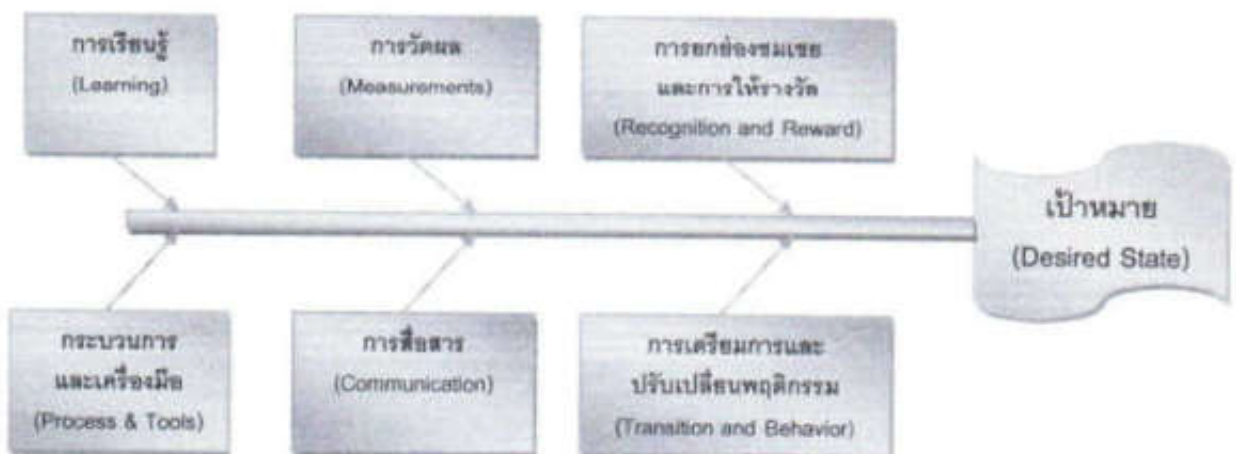 การเรียนรู้
(Learning)
การวัดผล
(Measurements)
การยกย่องชมเชย
และการให้รางวัล
(Recognition and Reward)
เป้าหมาย
(Desired State)
กระบวนการ
และเครื่องมือ
(Process & Tools)
การสื่อสาร
(Communication)
การเตรียมการและ
ปรับเปลี่ยนพฤติกรรม
(Transition and Behavior)